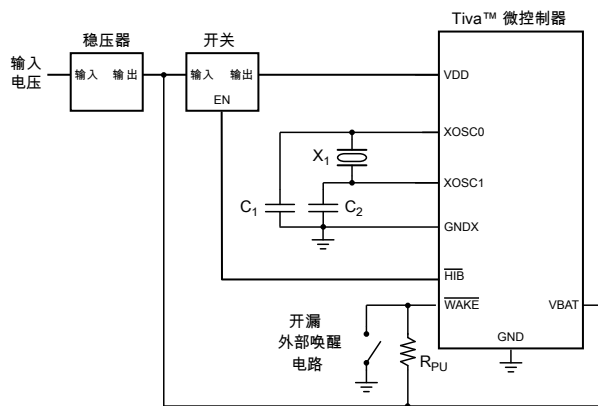 Tiva™ 微控制器
稳压器
开关
输入
电压
输入 输出
输入 输出
EN
VDD
XOSC0
X1
XOSC1
C1
C2
GNDX
HIB
WAKE
VBAT
开漏
外部唤醒
电路
RPU
GND